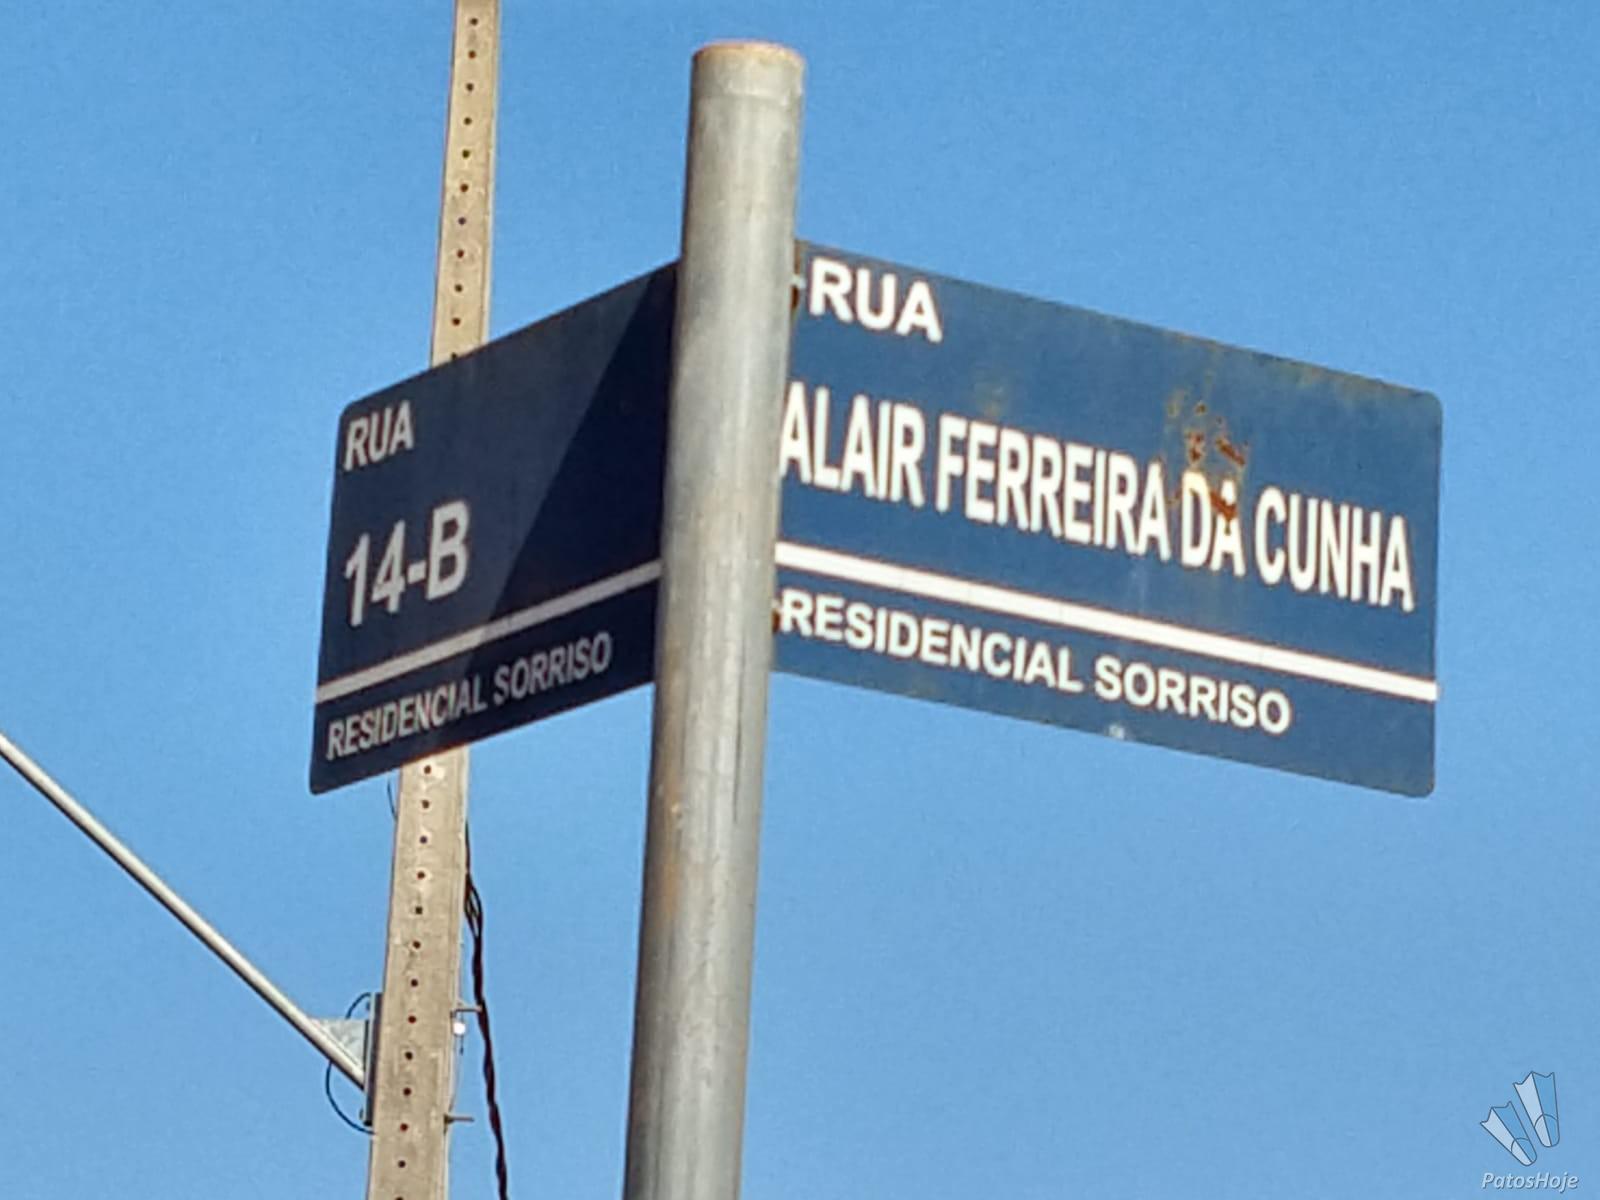 RUA
14-B
RESIDENCIAL SORRISO
RUA
ALAIR FERREIRA DA CUNHA
RESIDENCIAL SORRISO
PatosHoje